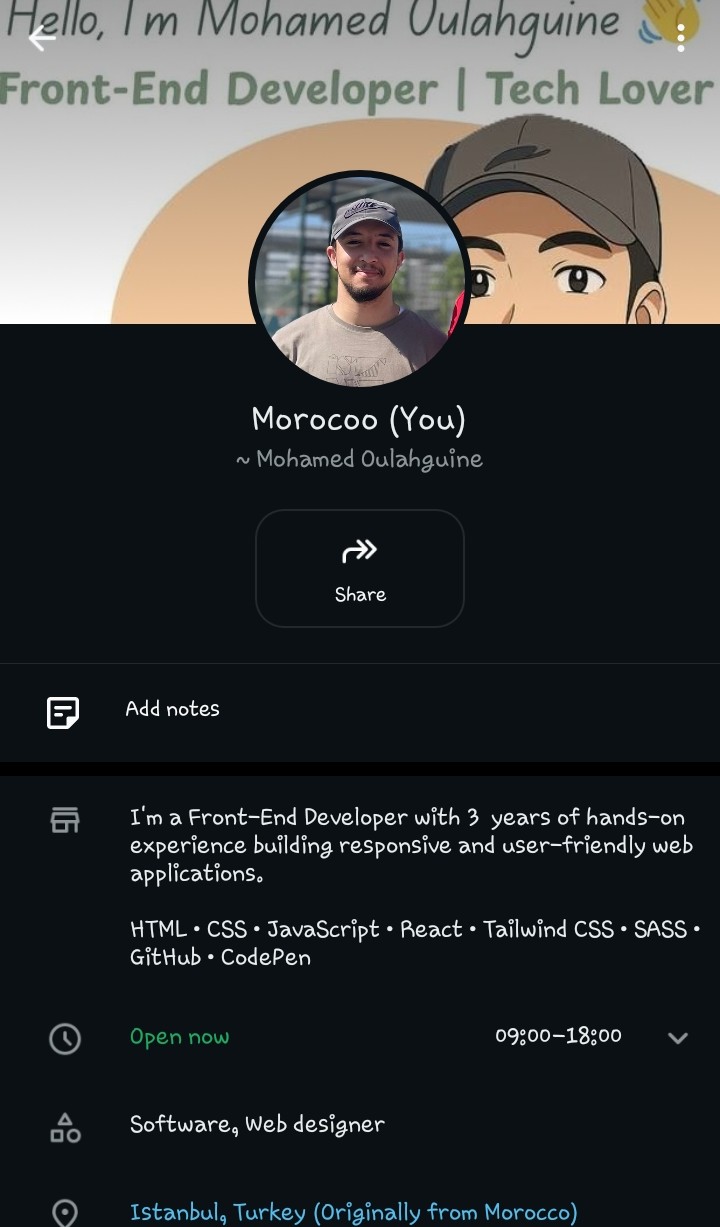 Hello, I'm Mohamed Oulahguine
Front-End Developer | Tech Lover
Morocoo (You)
~ Mohamed Oulahguine
Share
Add notes
I'm a Front-End Developer with 3 years of hands-on
experience building responsive and user-friendly web
applications.
HTML • CSS • JavaScript • React • Tailwind CSS • SASS •
GitHub • CodePen
Open now 09:00–18:00
Software, Web designer
Istanbul, Turkey (Originally from Morocco)